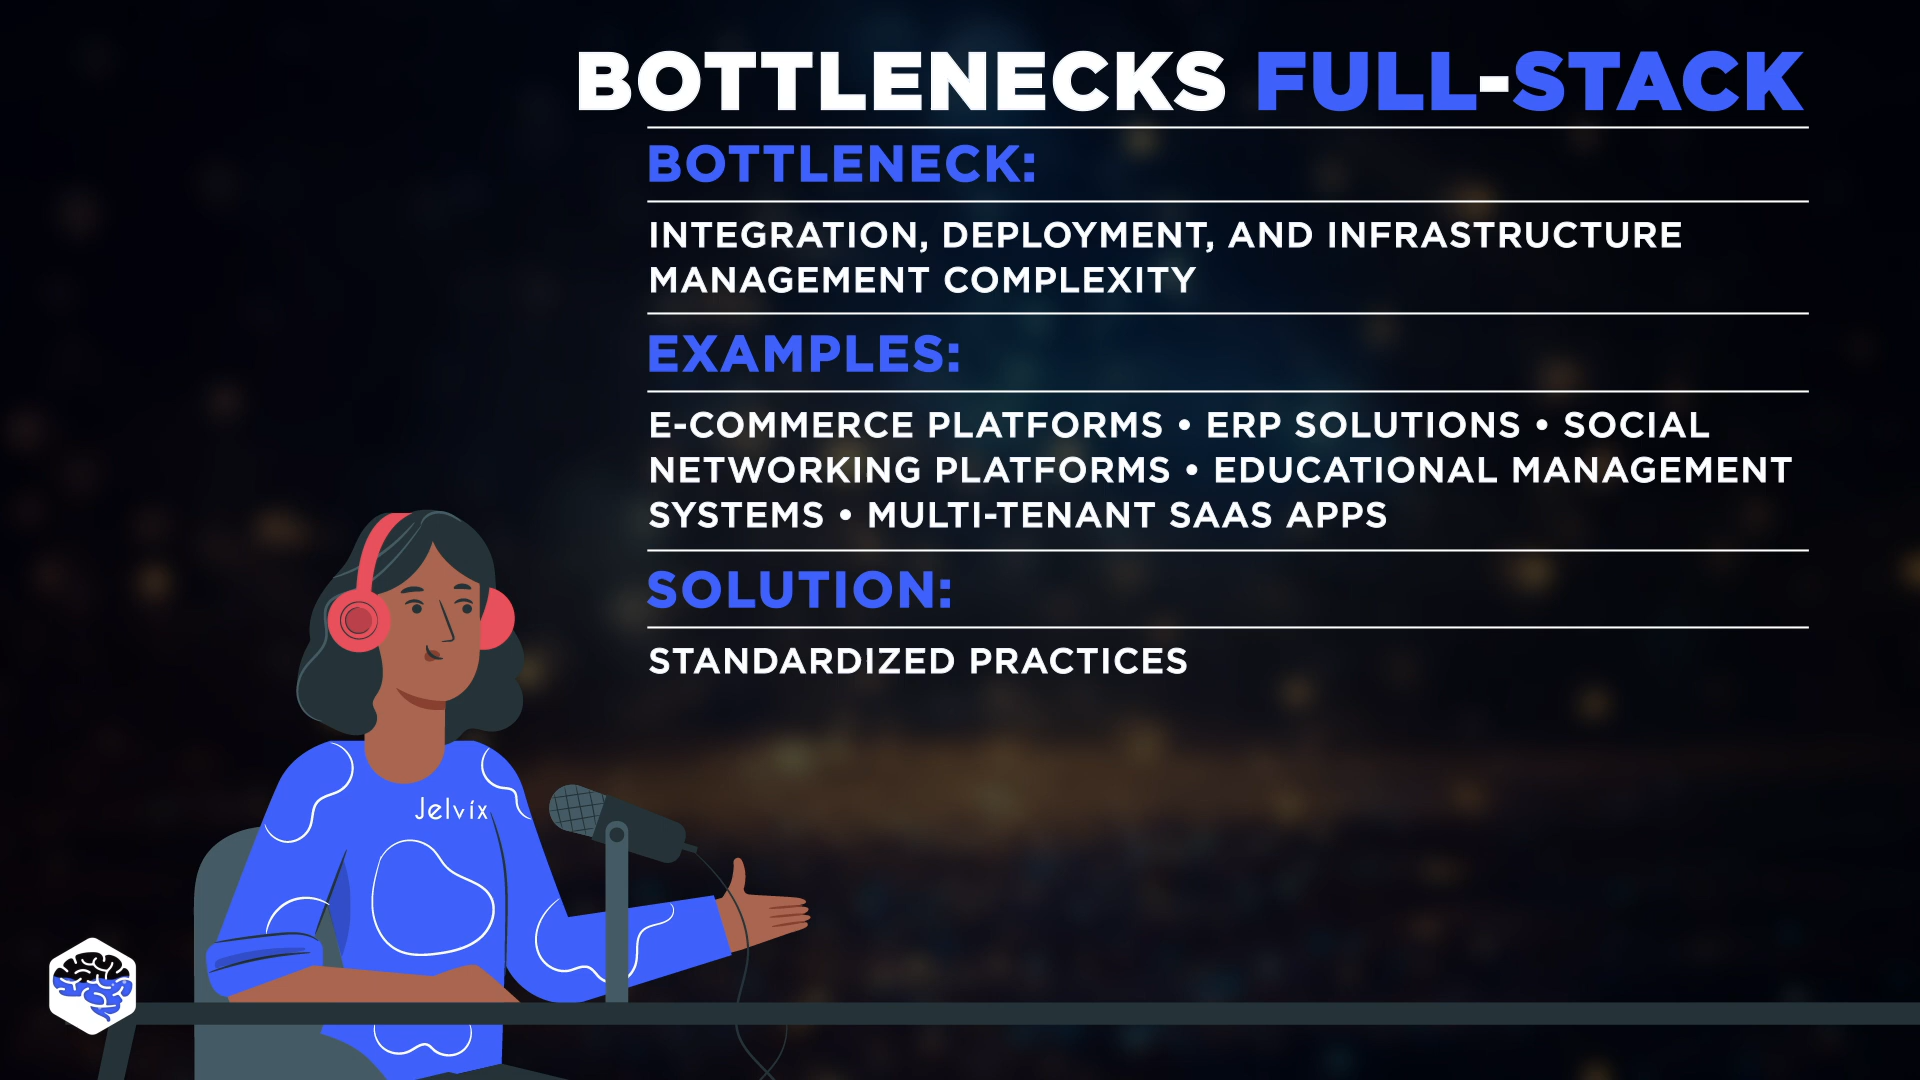 BOTTLENECKS FULL-STACK
BOTTLENECK:
INTEGRATION, DEPLOYMENT, AND INFRASTRUCTURE
MANAGEMENT COMPLEXITY
EXAMPLES:
E-COMMERCE PLATFORMS • ERP SOLUTIONS • SOCIAL
NETWORKING PLATFORMS • EDUCATIONAL MANAGEMENT
SYSTEMS • MULTI-TENANT SAAS APPS
SOLUTION:
STANDARDIZED PRACTICES
Jelvix